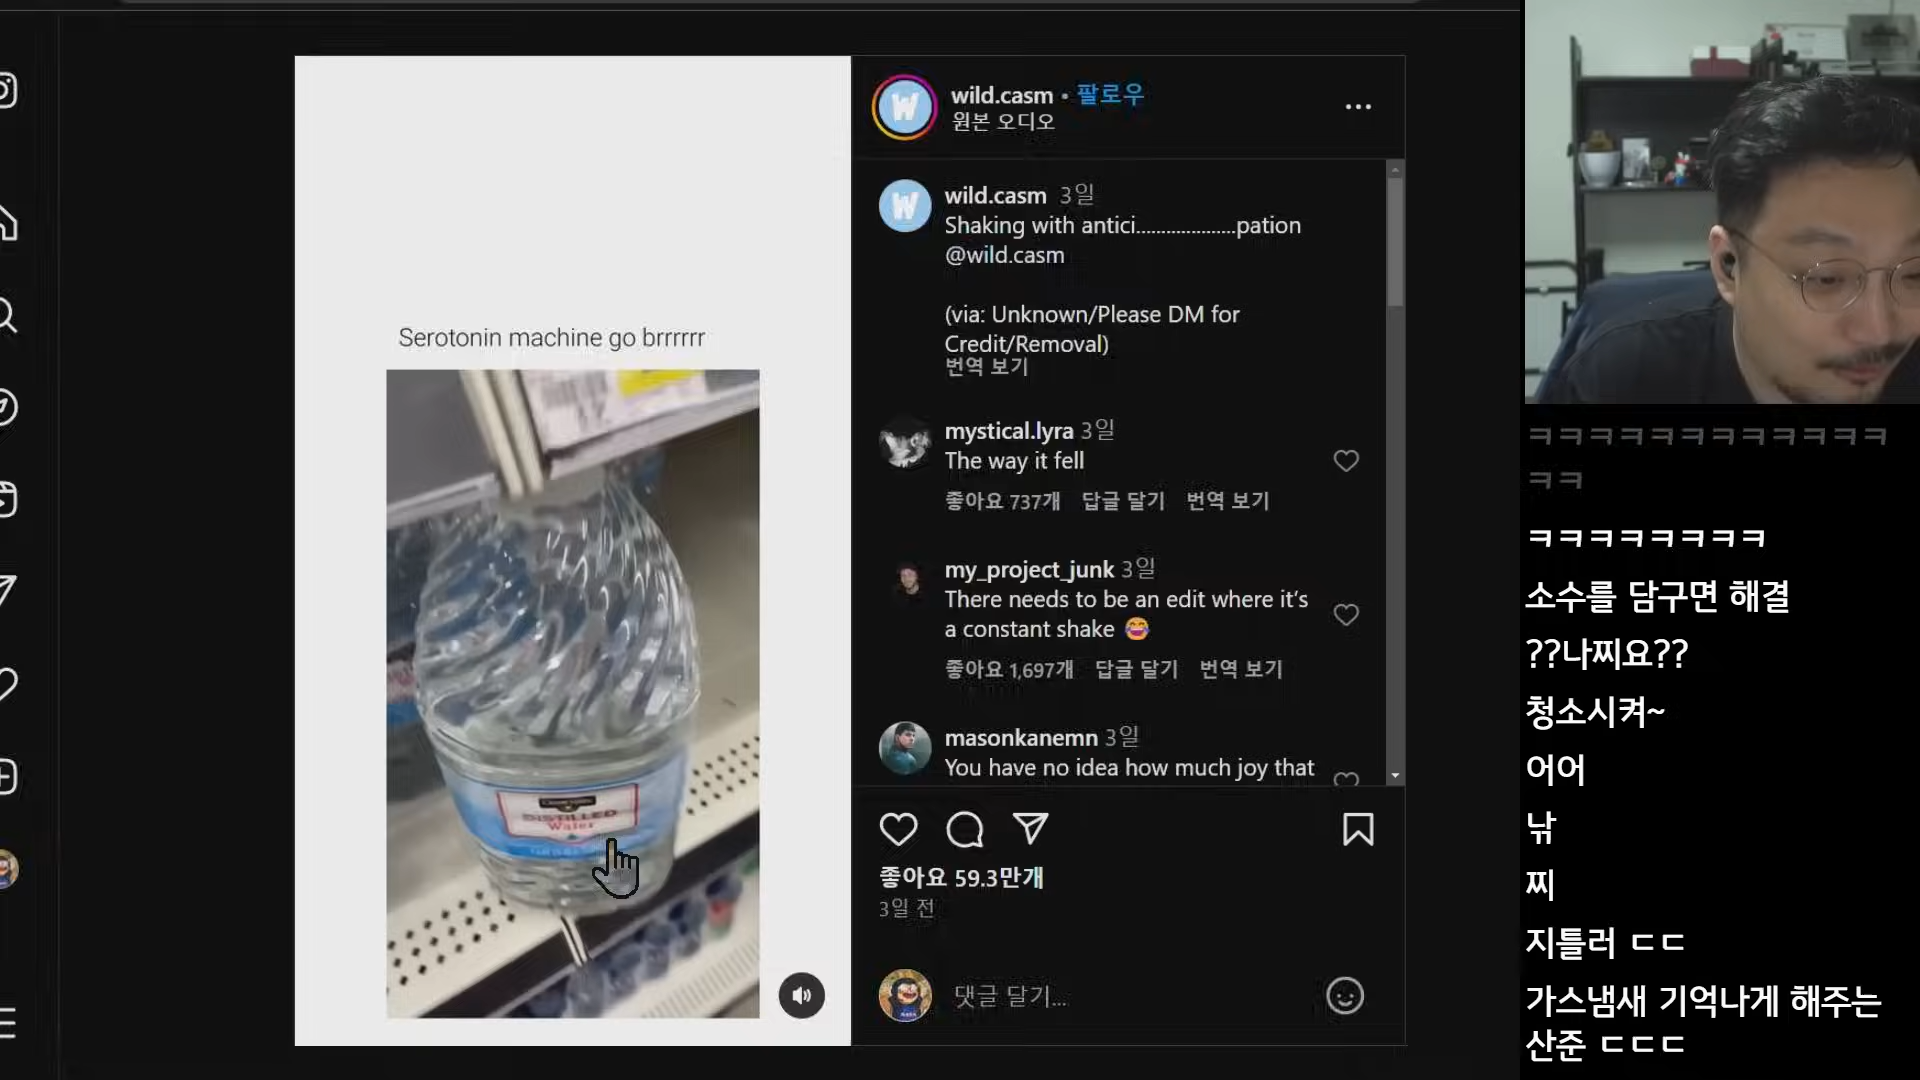 Serotonin machine go brrrrrr
DISTILLED
Water
wild.casm • 팔로우
원본 오디오
wild.casm 3일
Shaking with antici....................pation
@wild.casm
(via: Unknown/Please DM for
Credit/Removal)
번역 보기
mystical.lyra 3일
The way it fell
좋아요 737개 답글 달기 번역 보기
my_project_junk 3일
There needs to be an edit where it's
a constant shake 😂
좋아요 1,697개 답글 달기 번역 보기
masonkanemn 3일
You have no idea how much joy that
좋아요 59.3만개
3일 전
댓글 달기...
ㅋㅋㅋㅋㅋㅋㅋㅋㅋㅋㅋㅋ
ㅋㅋ
ㅋㅋㅋㅋㅋㅋㅋㅋ
소수를 담구면 해결
??나찌요??
청소시켜~
어어
낚
찌
지틀러 ㄷㄷ
가스냄새 기억나게 해주는
산준 ㄷㄷㄷ